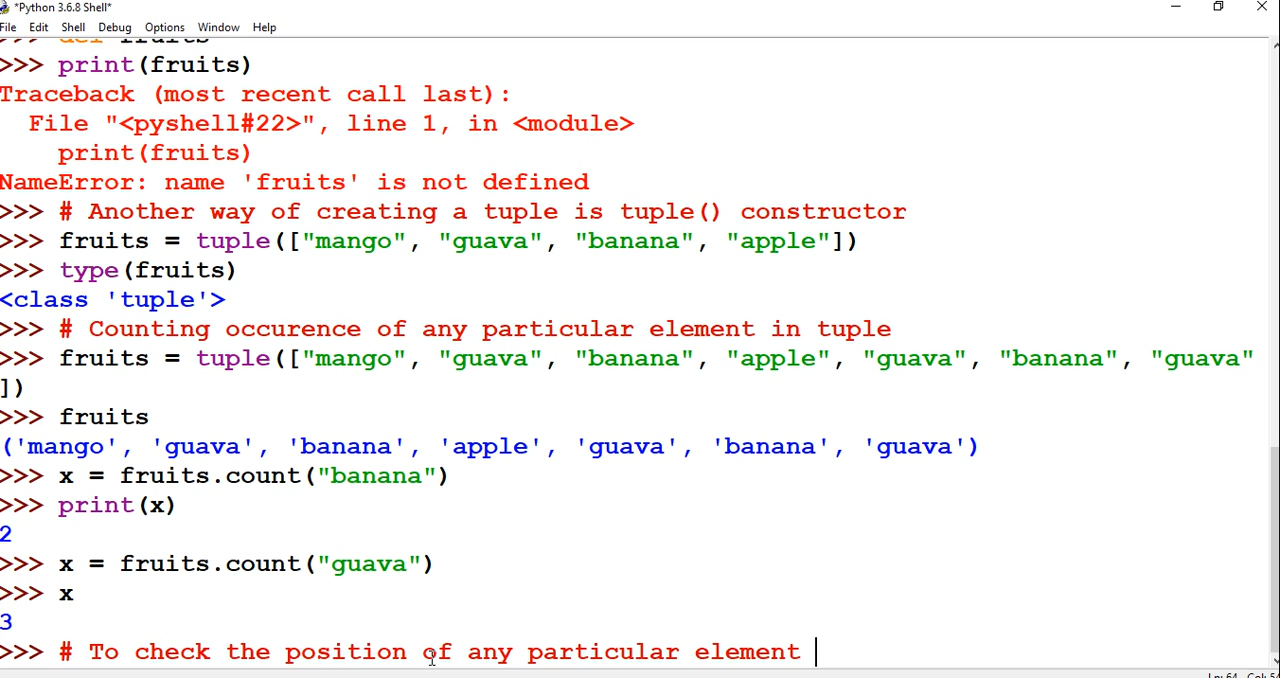 *Python 3.6.8 Shell*
File Edit Shell Debug Options Window Help
>>> def fruits
>>> print(fruits)
Traceback (most recent call last):
  File "<pyshell#22>", line 1, in <module>
    print(fruits)
NameError: name 'fruits' is not defined
>>> # Another way of creating a tuple is tuple() constructor
>>> fruits = tuple(["mango", "guava", "banana", "apple"])
>>> type(fruits)
<class 'tuple'>
>>> # Counting occurence of any particular element in tuple
>>> fruits = tuple(["mango", "guava", "banana", "apple", "guava", "banana", "guava"
])
>>> fruits
('mango', 'guava', 'banana', 'apple', 'guava', 'banana', 'guava')
>>> x = fruits.count("banana")
>>> print(x)
2
>>> x = fruits.count("guava")
>>> x
3
>>> # To check the position of any particular element